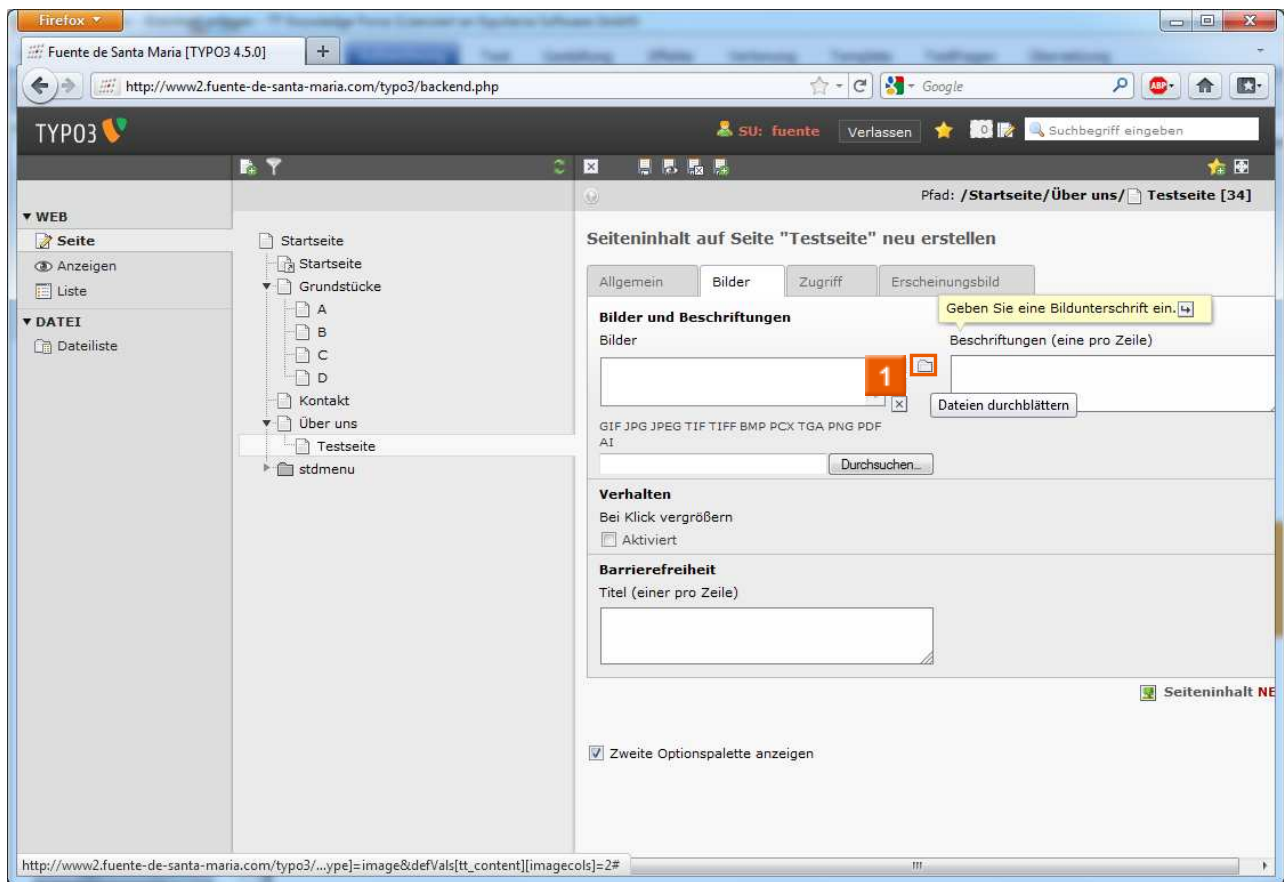 Firefox
Fuente de Santa Maria [TYPO3 4.5.0]
http://www2.fuente-de-santa-maria.com/typo3/backend.php
Google
ABP
TYPO3
SU: fuente
Verlassen
0
Suchbegriff eingeben
Pfad: /Startseite/Über uns/ Testseite [34]
WEB
Seite
Anzeigen
Liste
DATEI
Dateiliste
Startseite
Startseite
Grundstücke
A
B
C
D
Kontakt
Über uns
Testseite
stdmenu
Seiteninhalt auf Seite "Testseite" neu erstellen
Allgemein
Bilder
Zugriff
Erscheinungsbild
Geben Sie eine Bildunterschrift ein.
Bilder und Beschriftungen
Bilder
Beschriftungen (eine pro Zeile)
1
Dateien durchblättern
GIF JPG JPEG TIF TIFF BMP PCX TGA PNG PDF
AI
Durchsuchen...
Verhalten
Bei Klick vergrößern
Aktiviert
Barrierefreiheit
Titel (einer pro Zeile)
Seiteninhalt NE
Zweite Optionspalette anzeigen
http://www2.fuente-de-santa-maria.com/typo3/...ype]=image&defVals[tt_content][imagecols]=2#